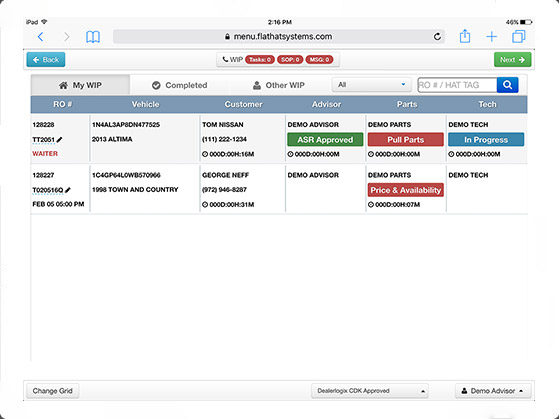 iPad 2:16 PM 46%
menu.flathatsystems.com
Back WIP Tasks: 0 SOP: 0 MSG: 0 Next
My WIP Completed Other WIP All RO # / HAT TAG
RO # Vehicle Customer Advisor Parts Tech
128228 1N4AL3AP8DN477525 TOM NISSAN DEMO ADVISOR DEMO PARTS DEMO TECH
TT2051 2013 ALTIMA (111) 222-1234 ASR Approved Pull Parts In Progress
WAITER 000D:00H:16M 000D:00H:00M 000D:00H:00M 000D:00H:00M
128227 1C4GP64L0WB570966 GEORGE NEFF DEMO ADVISOR DEMO PARTS DEMO TECH
T020516Q 1998 TOWN AND COUNTRY (972) 946-8287 Price & Availability
FEB 05 05:00 PM 000D:00H:31M 000D:00H:07M
Change Grid Dealerlogix CDK Approved Demo Advisor